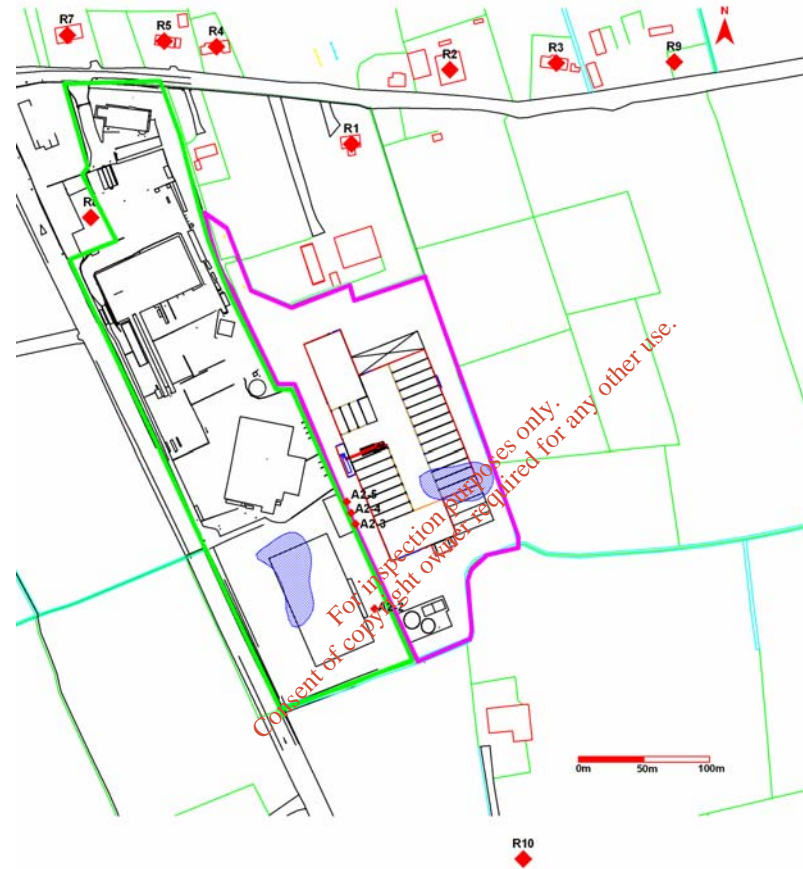 R7
R5
R4
R2
R3
R9
N
R1
A2-5
A2-4
A2-3
A2-2
For inspection purposes only.
Consent of copyright owner required for any other use.
0m 50m 100m
R10